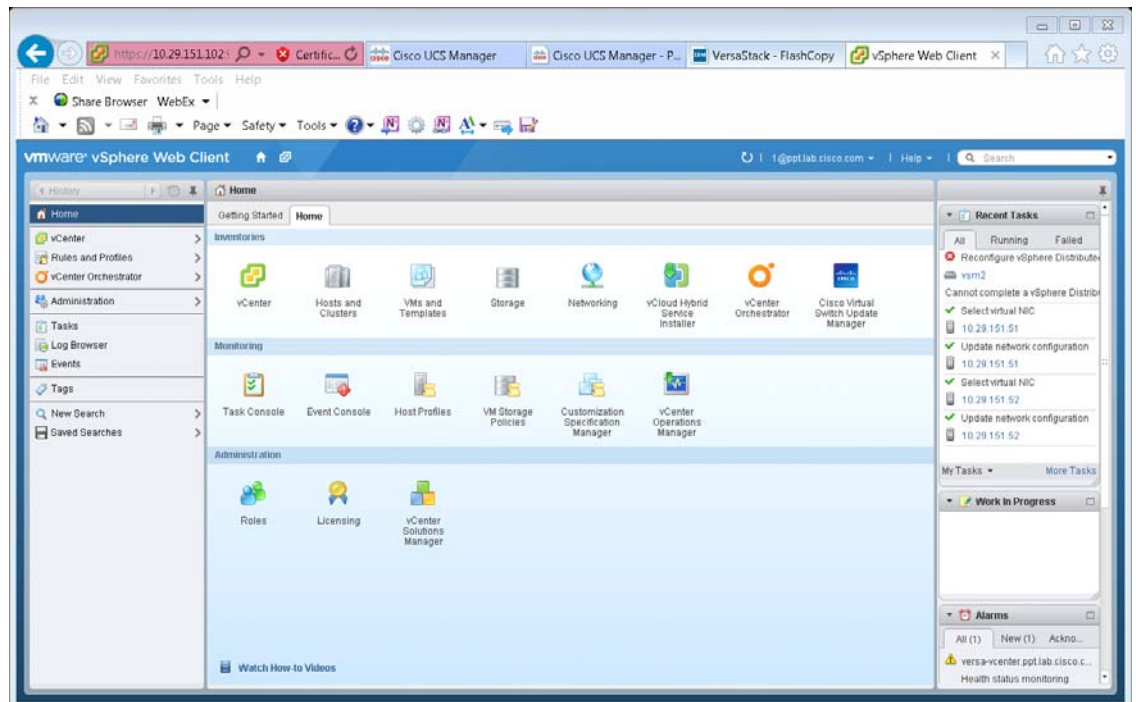 https://10.29.151.102:
Certific...
Cisco UCS Manager
Cisco UCS Manager - P...
VersaStack - FlashCopy
vSphere Web Client
File Edit View Favorites Tools Help
x Share Browser WebEx
Page Safety Tools
vmware® vSphere Web Client
1@ppt.lab.cisco.com Help
Search
History
Home
Getting Started Home
Home
vCenter
Rules and Profiles
vCenter Orchestrator
Administration
Tasks
Log Browser
Events
Tags
New Search
Saved Searches
Inventories
vCenter
Hosts and
Clusters
VMs and
Templates
Storage
Networking
vCloud Hybrid
Service
Installer
vCenter
Orchestrator
Cisco Virtual
Switch Update
Manager
Monitoring
Task Console
Event Console
Host Profiles
VM Storage
Policies
Customization
Specification
Manager
vCenter
Operations
Manager
Administration
Roles
Licensing
vCenter
Solutions
Manager
Watch How-to Videos
Recent Tasks
All Running Failed
Reconfigure vSphere Distribute
vsm2
Cannot complete a vSphere Distrib
Select virtual NIC
10.29.151.51
Update network configuration
10.29.151.51
Select virtual NIC
10.29.151.52
Update network configuration
10.29.151.52
My Tasks More Tasks
Work In Progress
Alarms
All (1) New (1) Ackno...
versa-vcenter.ppt.lab.cisco.c...
Health status monitoring